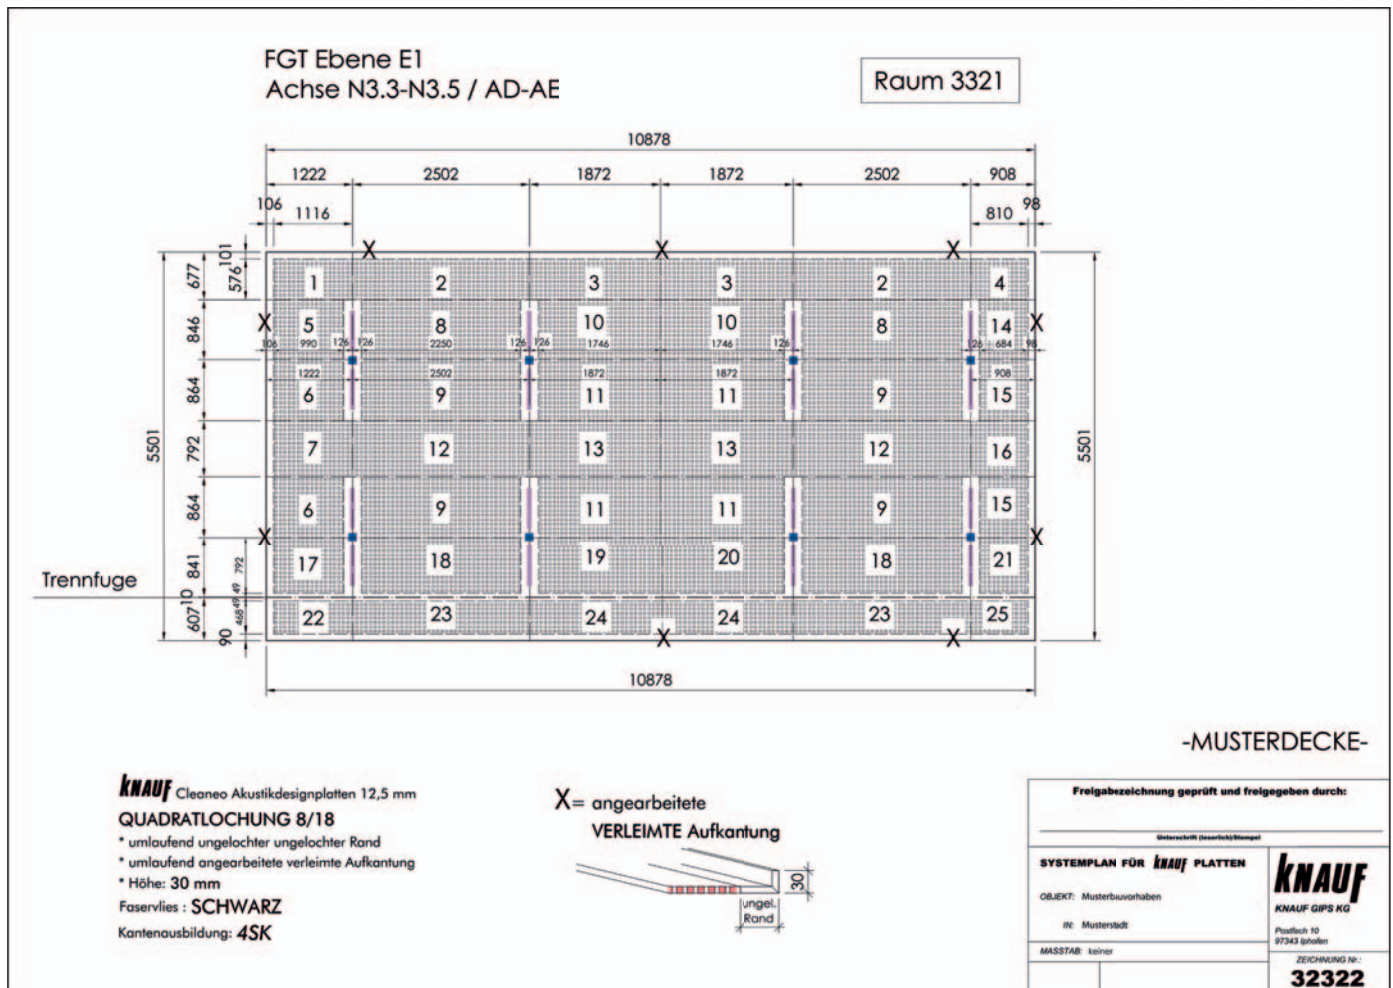 FGT Ebene E1
Achse N3.3-N3.5 / AD-AE
Raum 3321
10878
1222 2502 1872 1872 2502 908
106 1116 810 98
X X X
677 101 576
1 2 3 3 2 4
X 846 5 8 10 10 8 14 X
106 990 126 126 2250 126 126 1746 1746 126 126 684 98
1222 2502 1872 1872 908
864 6 9 11 11 9 15
5501 792 7 12 13 13 12 16 5501
864 6 9 11 11 9 15
X X
841 792 17 18 19 20 18 21
Trennfuge
10 49
607 49 468 22 23 24 24 23 25
90 X X
10878
-MUSTERDECKE-
KNAUF Cleaneo Akustikdesignplatten 12,5 mm
QUADRATLOCHUNG 8/18
* umlaufend ungelochter ungelochter Rand
* umlaufend angearbeitete verleimte Aufkantung
* Höhe: 30 mm
Faservlies : SCHWARZ
Kantenausbildung: 4SK
X= angearbeitete
VERLEIMTE Aufkantung
30
ungel.
Rand
Freigabezeichnung geprüft und freigegeben durch:
Unterschrift (leserlich)/Stempel
SYSTEMPLAN FÜR KNAUF PLATTEN
OBJEKT: Musterbauvorhaben
IN: Musterstadt
MASSTAB: keiner
KNAUF
KNAUF GIPS KG
Postfach 10
97343 Iphofen
ZEICHNUNG Nr.:
32322